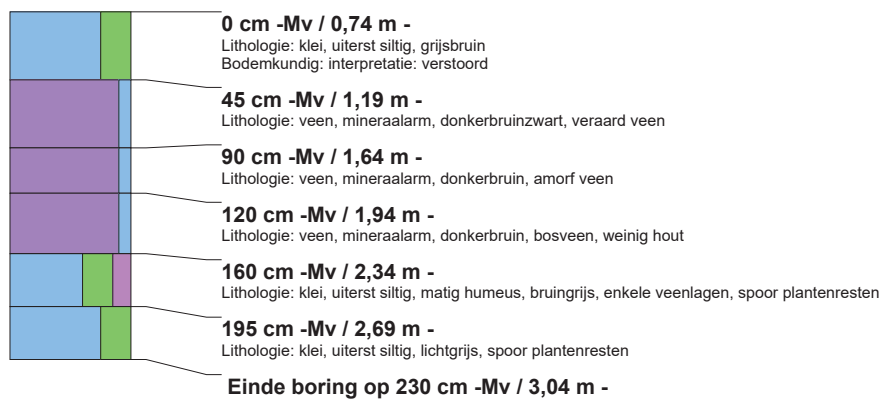 0 cm -Mv / 0,74 m -
Lithologie: klei, uiterst siltig, grijsbruin
Bodemkundig: interpretatie: verstoord
45 cm -Mv / 1,19 m -
Lithologie: veen, mineraalarm, donkerbruinzwart, veraard veen
90 cm -Mv / 1,64 m -
Lithologie: veen, mineraalarm, donkerbruin, amorf veen
120 cm -Mv / 1,94 m -
Lithologie: veen, mineraalarm, donkerbruin, bosveen, weinig hout
160 cm -Mv / 2,34 m -
Lithologie: klei, uiterst siltig, matig humeus, bruingrijs, enkele veenlagen, spoor plantenresten
195 cm -Mv / 2,69 m -
Lithologie: klei, uiterst siltig, lichtgrijs, spoor plantenresten
Einde boring op 230 cm -Mv / 3,04 m -